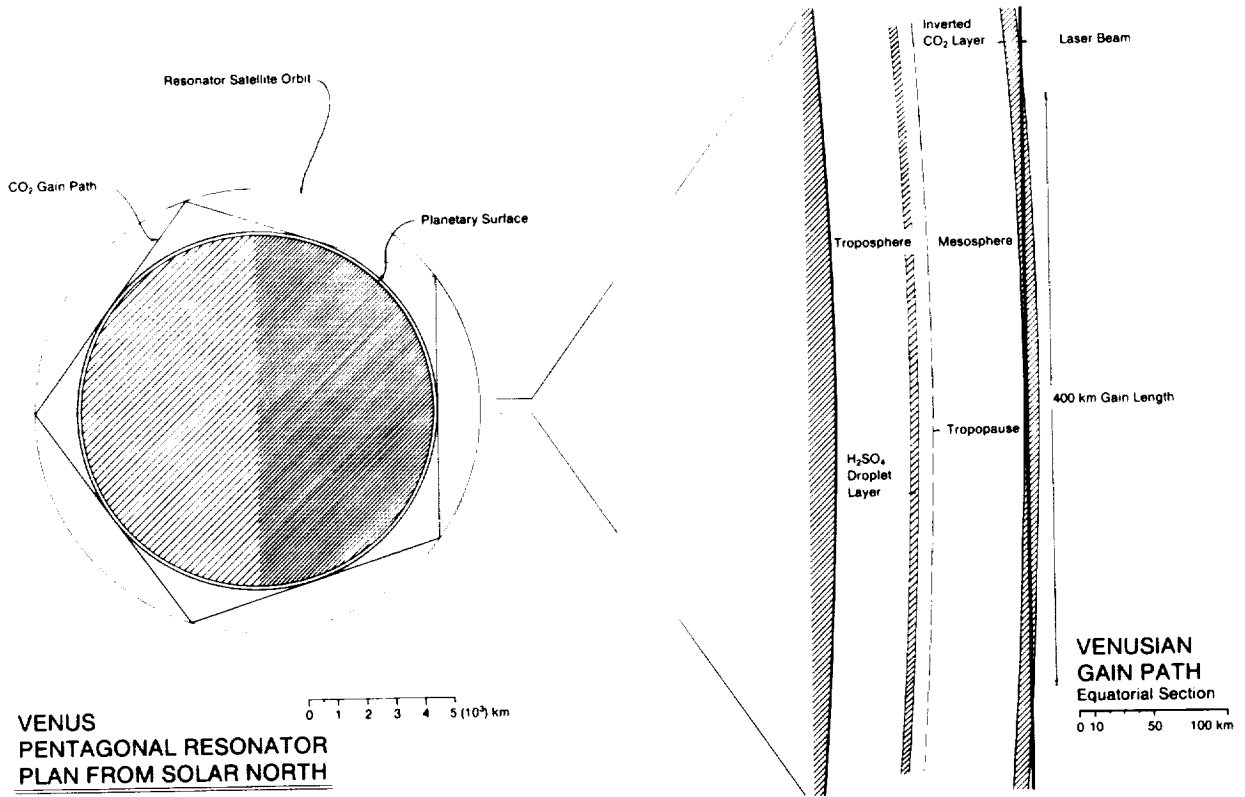 Resonator Satellite Orbit
CO₂ Gain Path
Planetary Surface
0 1 2 3 4 5 (10³) km
VENUS
PENTAGONAL RESONATOR
PLAN FROM SOLAR NORTH
Inverted
CO₂ Layer
Laser Beam
Troposphere
Mesosphere
400 km Gain Length
Tropopause
H₂SO₄
Droplet
Layer
VENUSIAN
GAIN PATH
Equatorial Section
0 10 50 100 km